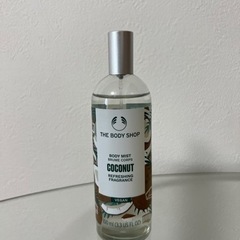 THE BODY SHOP
BODY MIST
BRUME CORPS
COCONUT
REFRESHING
FRAGRANCE
VEGAN